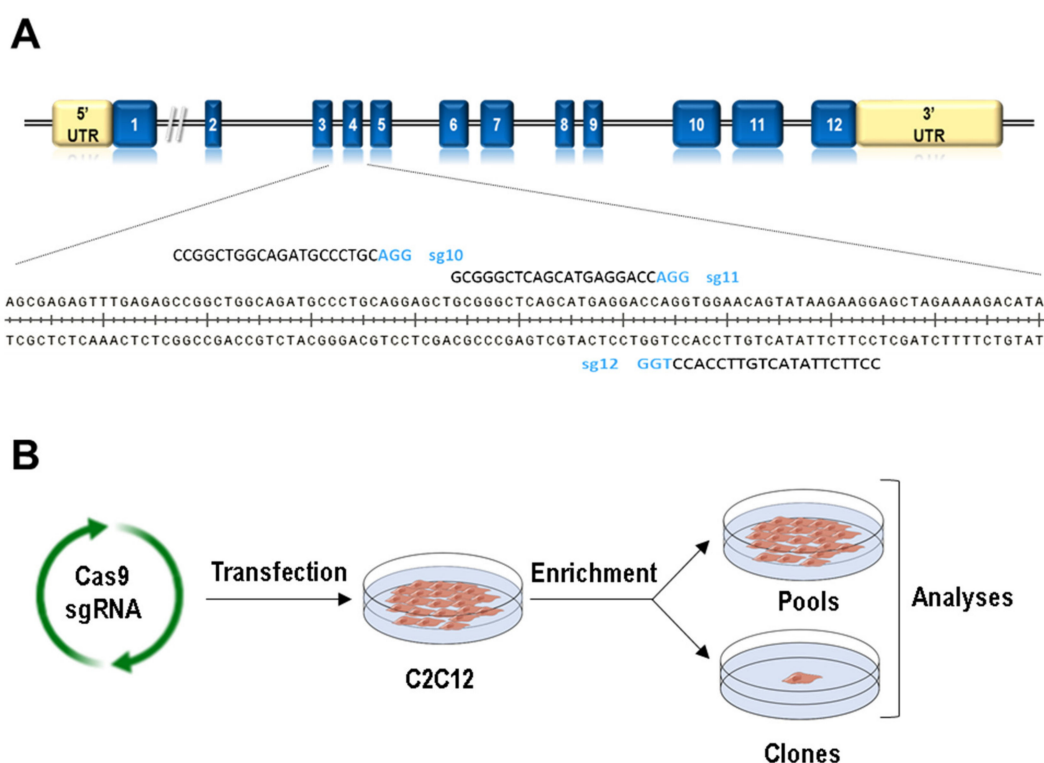 A
5' UTR 1 2 3 4 5 6 7 8 9 10 11 12 3' UTR
CCGGCTGGCAGATGCCCTGCAGG sg10
GCGGGCTCAGCATGAGGACCAGG sg11
AGCGAGAGTTTGAGAGCCGGCTGGCAGATGCCCTGCAGGAGCTGCGGGCTCAGCATGAGGACCAGGTGGAACAGTATAAGAAGGAGCTAGAAAAGACATA
TCGCTCTCAAACTCTCGGCCGACCGTCTACGGGACGTCCTCGACGCCCGAGTCGTACTCCTGGTCCACCTTGTCATATTCTTCCTCGATCTTTTCTGTAT
sg12 GGTCCACCTTGTCATATTCTTCC
B
Cas9
sgRNA
Transfection
C2C12
Enrichment
Pools
Clones
Analyses